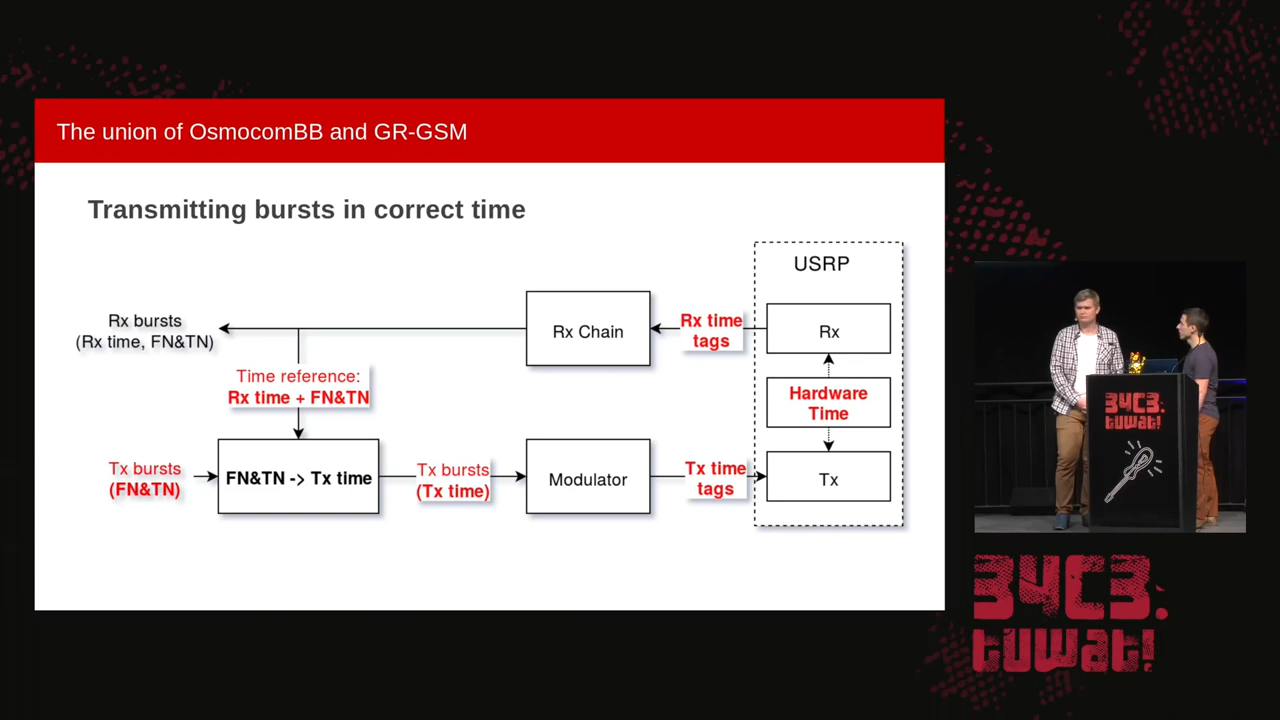 The union of OsmocomBB and GR-GSM
Transmitting bursts in correct time
USRP
Rx bursts
(Rx time, FN&TN)
Rx Chain
Rx time
tags
Rx
Time reference:
Rx time + FN&TN
Hardware
Time
Tx bursts
(FN&TN)
FN&TN -> Tx time
Tx bursts
(Tx time)
Modulator
Tx time
tags
Tx
34C3.
tuwat!
34C3.
tuwat!